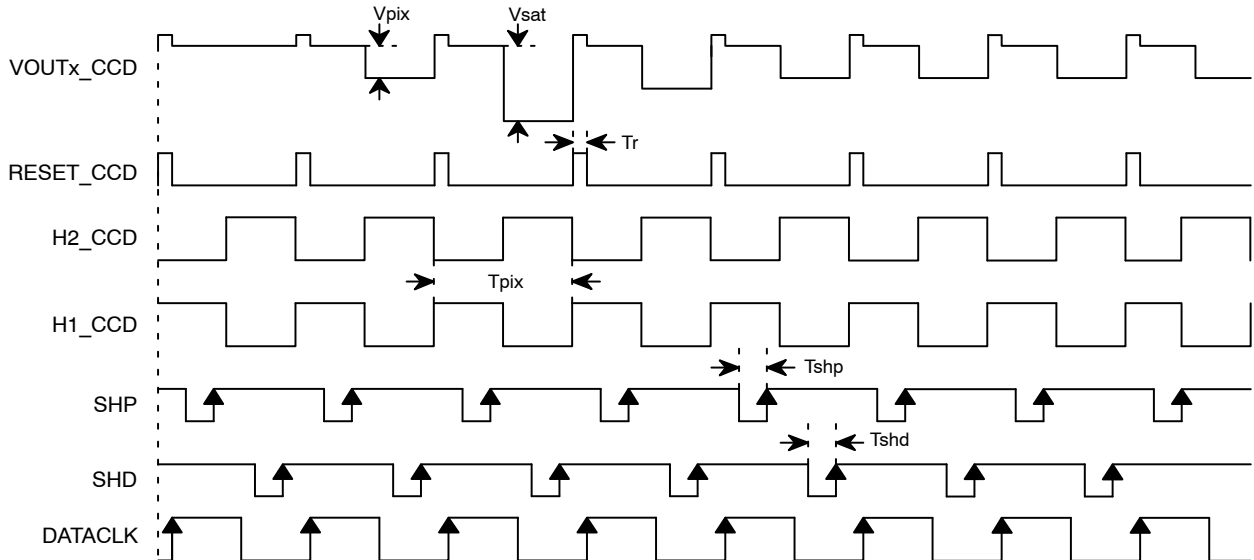 Vpix
Vsat
VOUTx_CCD
Tr
RESET_CCD
H2_CCD
Tpix
H1_CCD
Tshp
SHP
Tshd
SHD
DATACLK